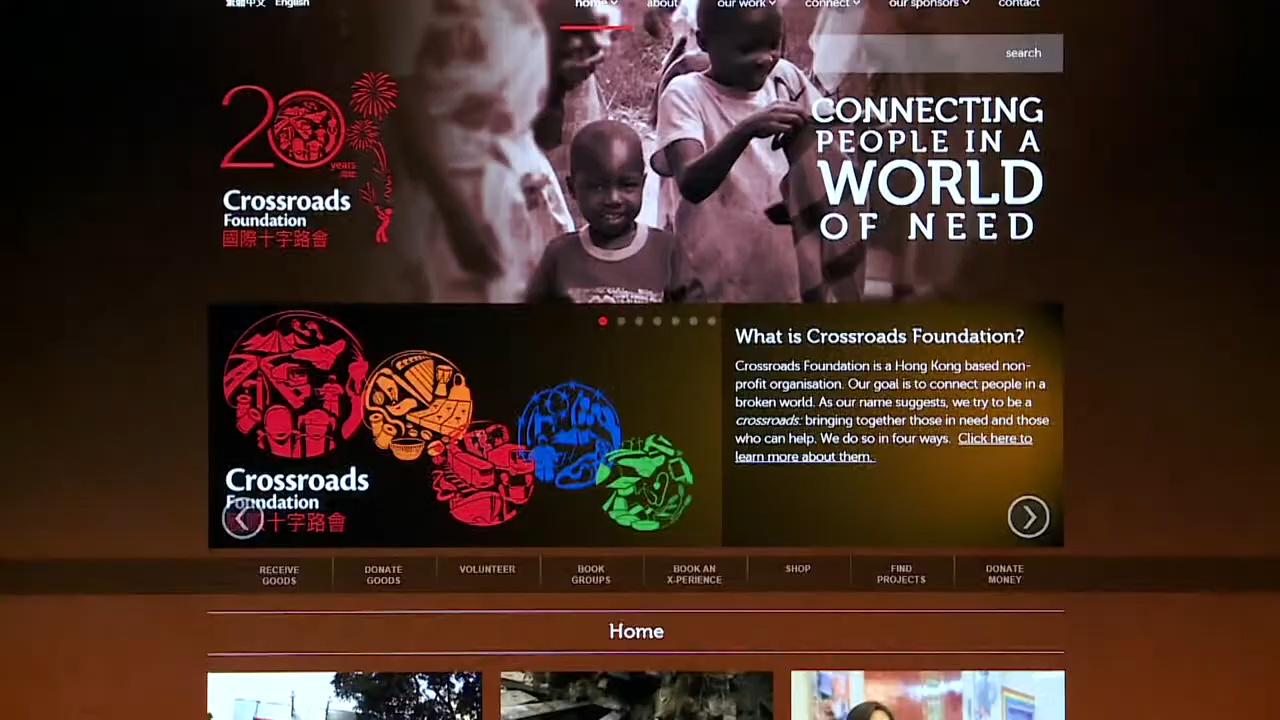 繁體中文 English
home about our work connect our sponsors contact
search
20
years
Crossroads
Foundation
國際十字路會
CONNECTING
PEOPLE IN A
WORLD
OF NEED
Crossroads
Foundation
國際十字路會
What is Crossroads Foundation?
Crossroads Foundation is a Hong Kong based non-
profit organisation. Our goal is to connect people in a
broken world. As our name suggests, we try to be a
crossroads: bringing together those in need and those
who can help. We do so in four ways. Click here to
learn more about them.
RECEIVE
GOODS
DONATE
GOODS
VOLUNTEER
BOOK
GROUPS
BOOK AN
X-PERIENCE
SHOP
FIND
PROJECTS
DONATE
MONEY
Home